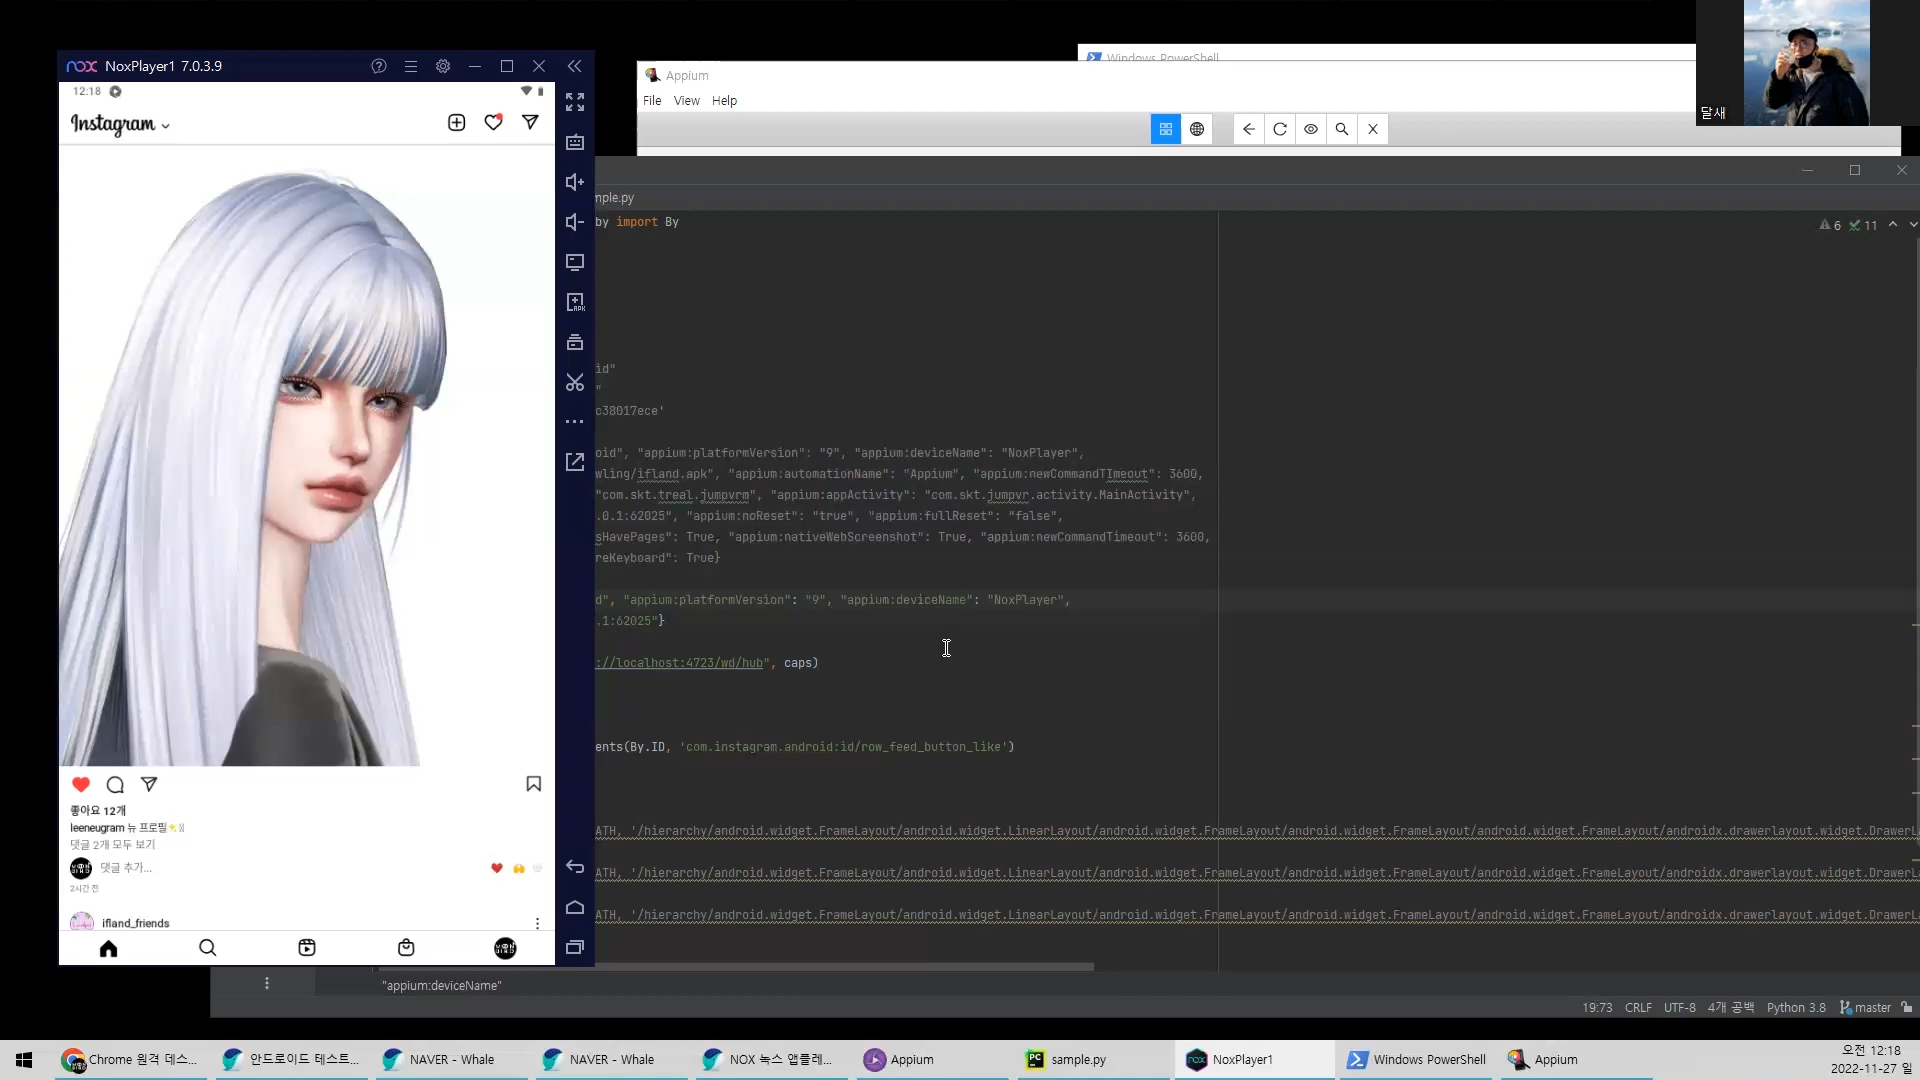 NOX NoxPlayer1 7.0.3.9
12:18
Instagram
좋아요 12개
leeneugram 뉴 프로필✨
댓글 2개 모두 보기
댓글 추가...
2시간 전
ifland_friends
Windows PowerShell
Appium
File View Help
달새
mple.py
by import By
6 11
id"
"
c38017ece'
oid", "appium:platformVersion": "9", "appium:deviceName": "NoxPlayer",
wling/ifland.apk", "appium:automationName": "Appium", "appium:newCommandTImeout": 3600,
"com.skt.treal.jumpvrm", "appium:appActivity": "com.skt.jumpvr.activity.MainActivity",
.0.1:62025", "appium:noReset": "true", "appium:fullReset": "false",
sHavePages": True, "appium:nativeWebScreenshot": True, "appium:newCommandTimeout": 3600,
reKeyboard": True}
d", "appium:platformVersion": "9", "appium:deviceName": "NoxPlayer",
.1:62025"}
://localhost:4723/wd/hub", caps)
ents(By.ID, 'com.instagram.android:id/row_feed_button_like')
ATH, '/hierarchy/android.widget.FrameLayout/android.widget.LinearLayout/android.widget.FrameLayout/android.widget.FrameLayout/android.widget.FrameLayout/androidx.drawerlayout.widget.DrawerLa
ATH, '/hierarchy/android.widget.FrameLayout/android.widget.LinearLayout/android.widget.FrameLayout/android.widget.FrameLayout/android.widget.FrameLayout/androidx.drawerlayout.widget.DrawerLa
ATH, '/hierarchy/android.widget.FrameLayout/android.widget.LinearLayout/android.widget.FrameLayout/android.widget.FrameLayout/android.widget.FrameLayout/androidx.drawerlayout.widget.DrawerLa
"appium:deviceName"
19:73 CRLF UTF-8 4개 공백 Python 3.8 master
Chrome 원격 데스... 안드로이드 테스트... NAVER - Whale NAVER - Whale NOX 녹스 앱플레... Appium sample.py NoxPlayer1 Windows PowerShell Appium
오전 12:18
2022-11-27 일